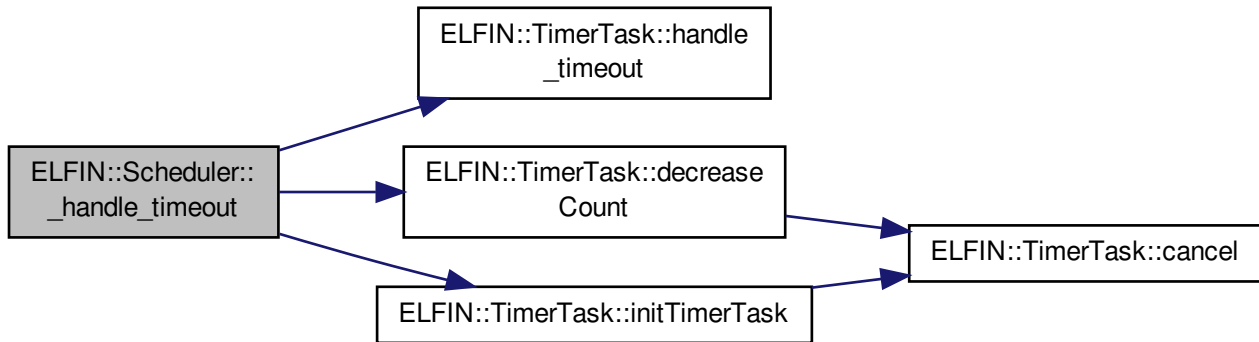 ELFIN::TimerTask::handle
_timeout
ELFIN::Scheduler::
_handle_timeout
ELFIN::TimerTask::decrease
Count
ELFIN::TimerTask::cancel
ELFIN::TimerTask::initTimerTask